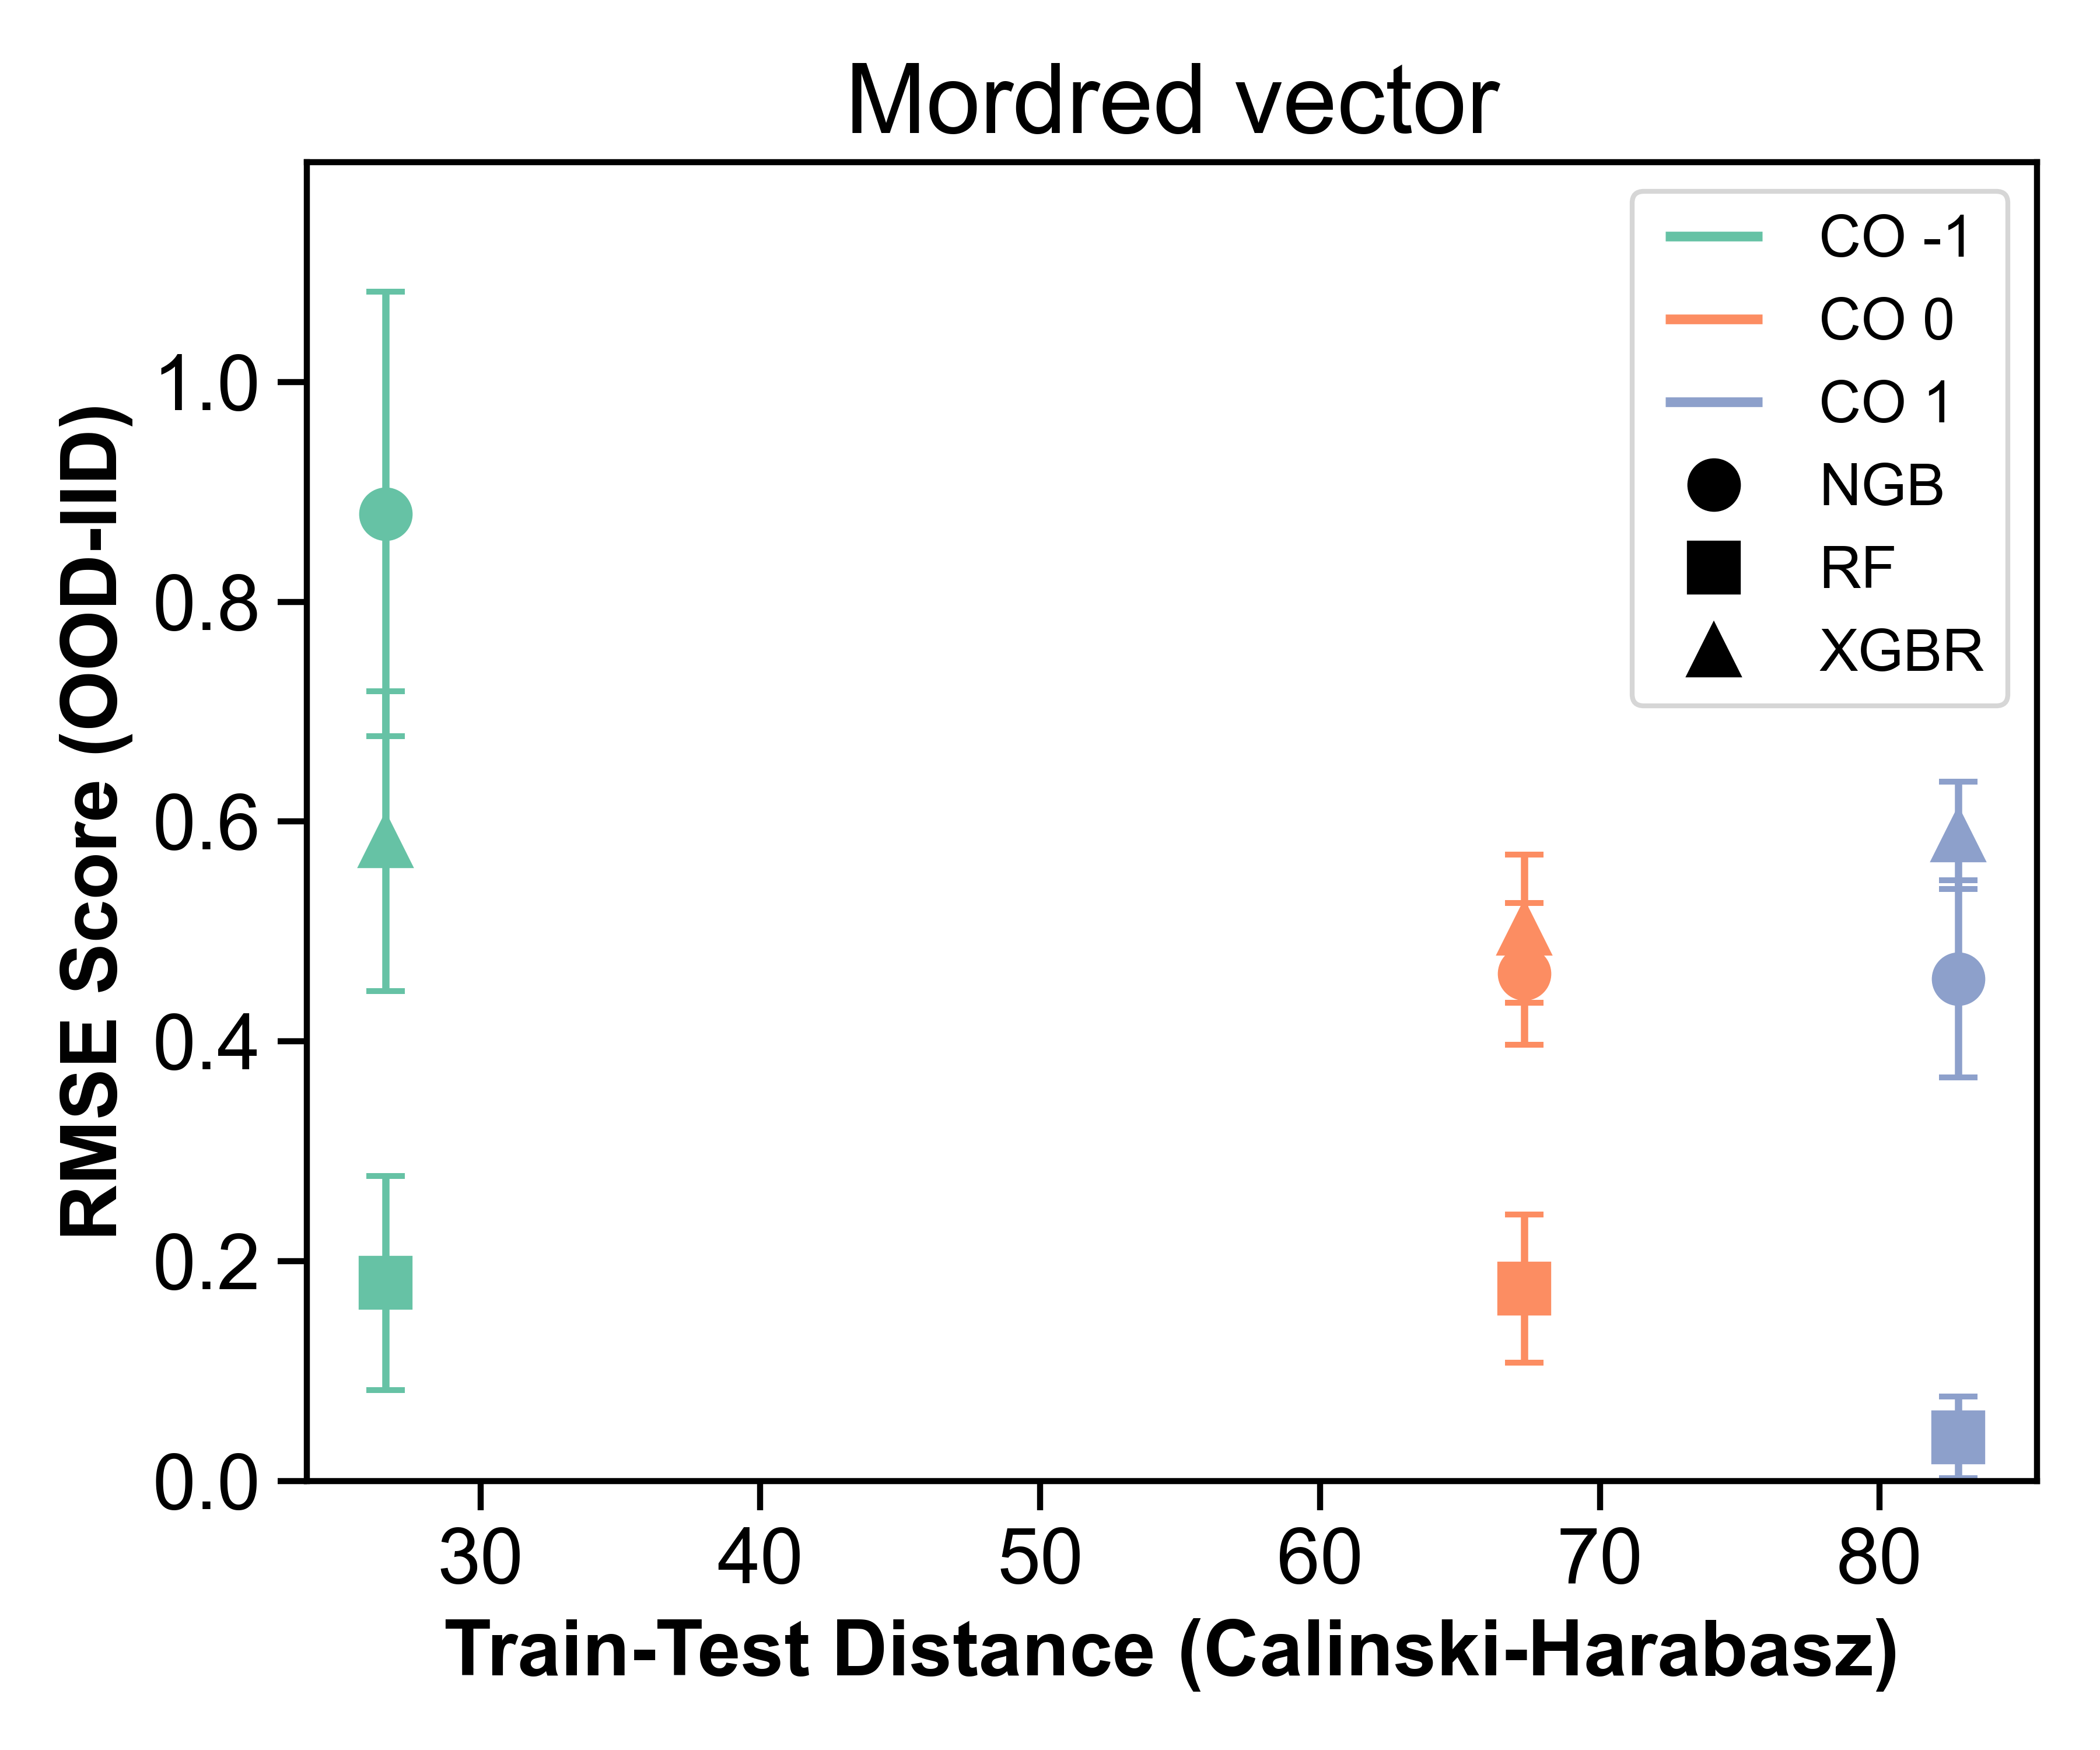 Mordred vector
RMSE Score (OOD-IID)
1.0
0.8
0.6
0.4
0.2
0.0
CO -1
CO 0
CO 1
NGB
RF
XGBR
30 40 50 60 70 80
Train-Test Distance (Calinski-Harabasz)